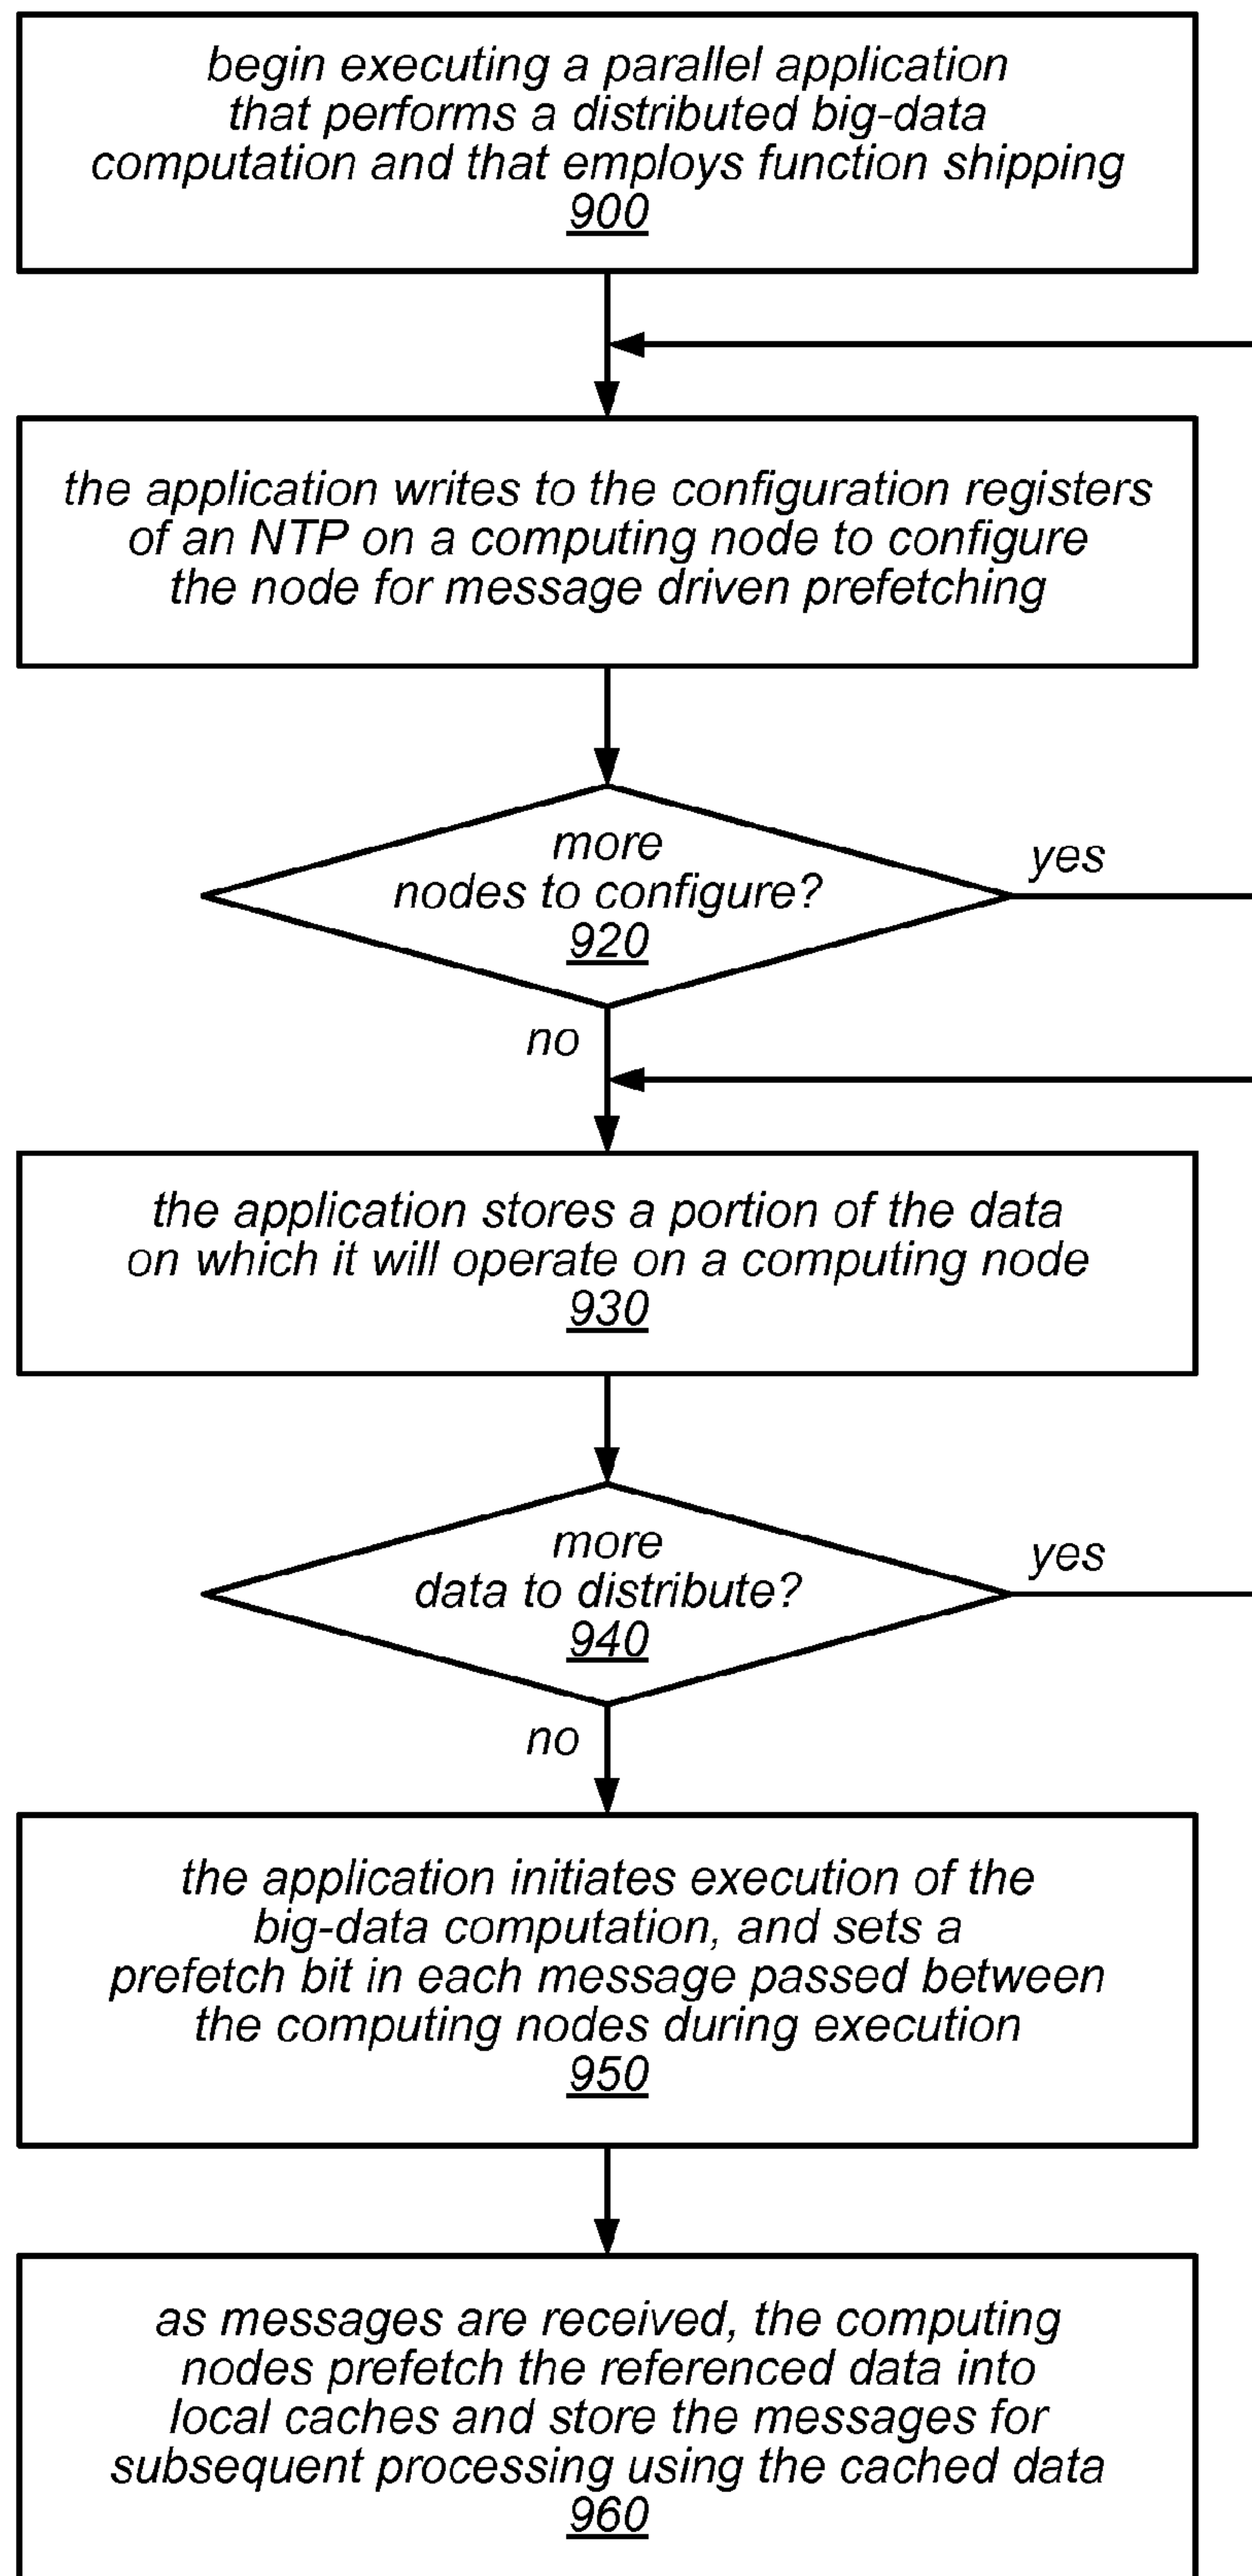 begin executing a parallel application
that performs a distributed big-data
computation and that employs function shipping
900
the application writes to the configuration registers
of an NTP on a computing node to configure
the node for message driven prefetching
more
nodes to configure?
920
yes
no
the application stores a portion of the data
on which it will operate on a computing node
930
more
data to distribute?
940
yes
no
the application initiates execution of the
big-data computation, and sets a
prefetch bit in each message passed between
the computing nodes during execution
950
as messages are received, the computing
nodes prefetch the referenced data into
local caches and store the messages for
subsequent processing using the cached data
960